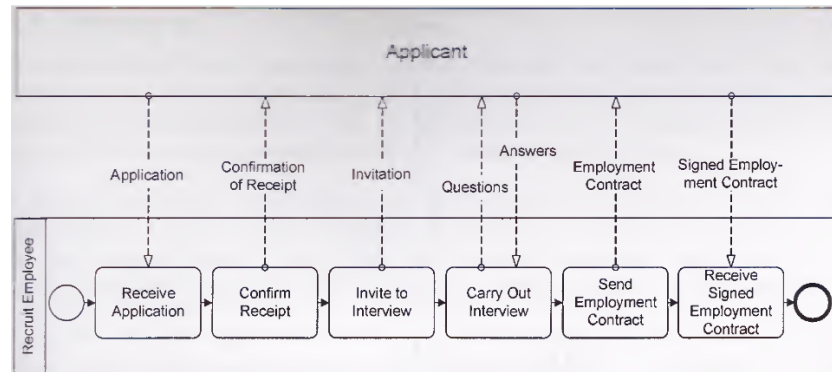 Applicant
Application
Confirmation
of Receipt
Invitation
Questions
Answers
Employment
Contract
Signed Employ-
ment Contract
Recruit Employee
Receive
Application
Confirm
Receipt
Invite to
Interview
Carry Out
Interview
Send
Employment
Contract
Receive
Signed
Employment
Contract